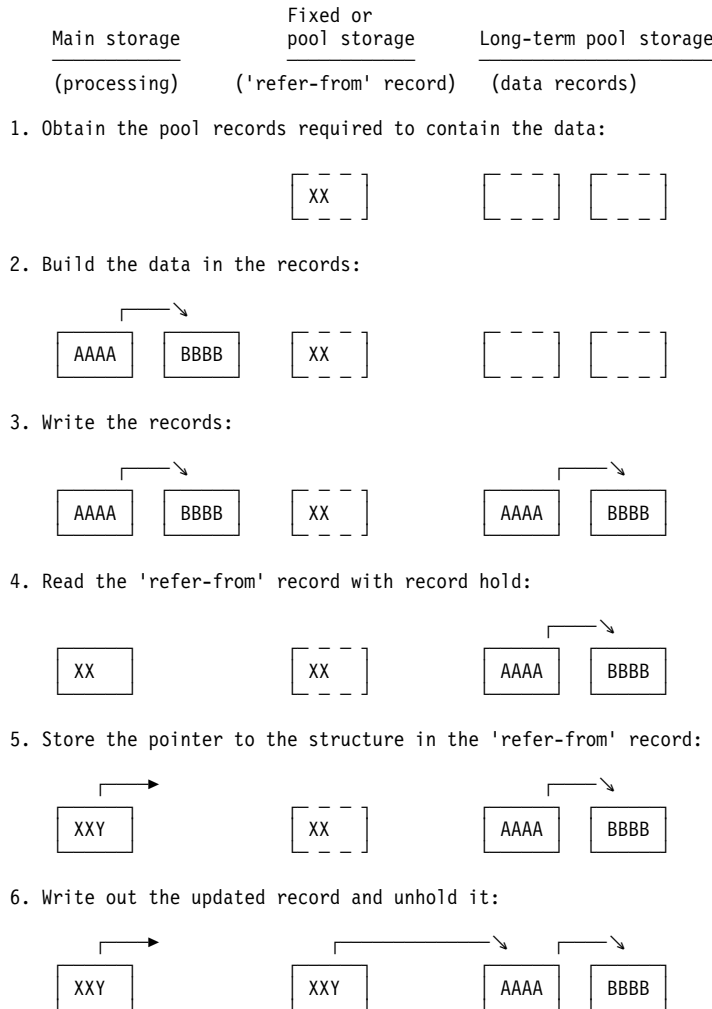 Fixed or
Main storage pool storage Long-term pool storage
(processing) ('refer-from' record) (data records)
1. Obtain the pool records required to contain the data:
XX
2. Build the data in the records:
AAAA BBBB XX
3. Write the records:
AAAA BBBB XX AAAA BBBB
4. Read the 'refer-from' record with record hold:
XX XX AAAA BBBB
5. Store the pointer to the structure in the 'refer-from' record:
XXY XX AAAA BBBB
6. Write out the updated record and unhold it:
XXY XXY AAAA BBBB